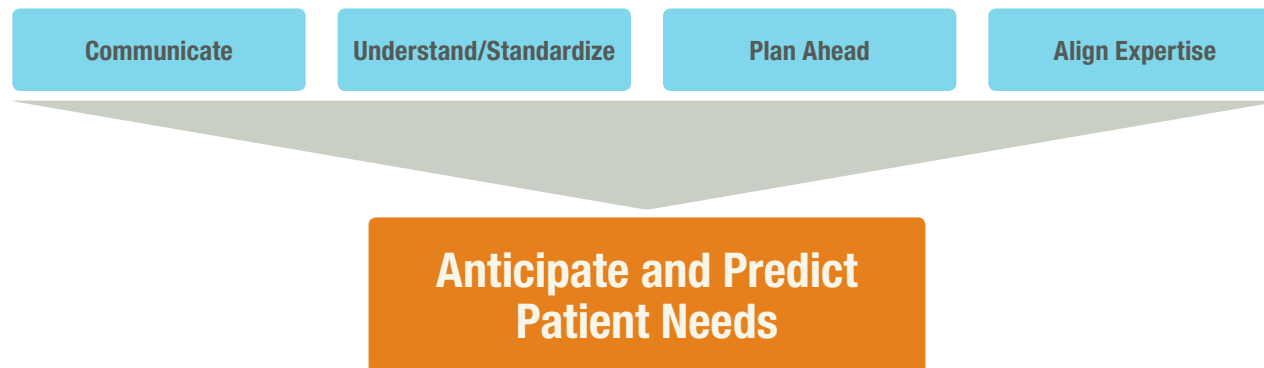 Communicate
Understand/Standardize
Plan Ahead
Align Expertise
Anticipate and Predict
Patient Needs